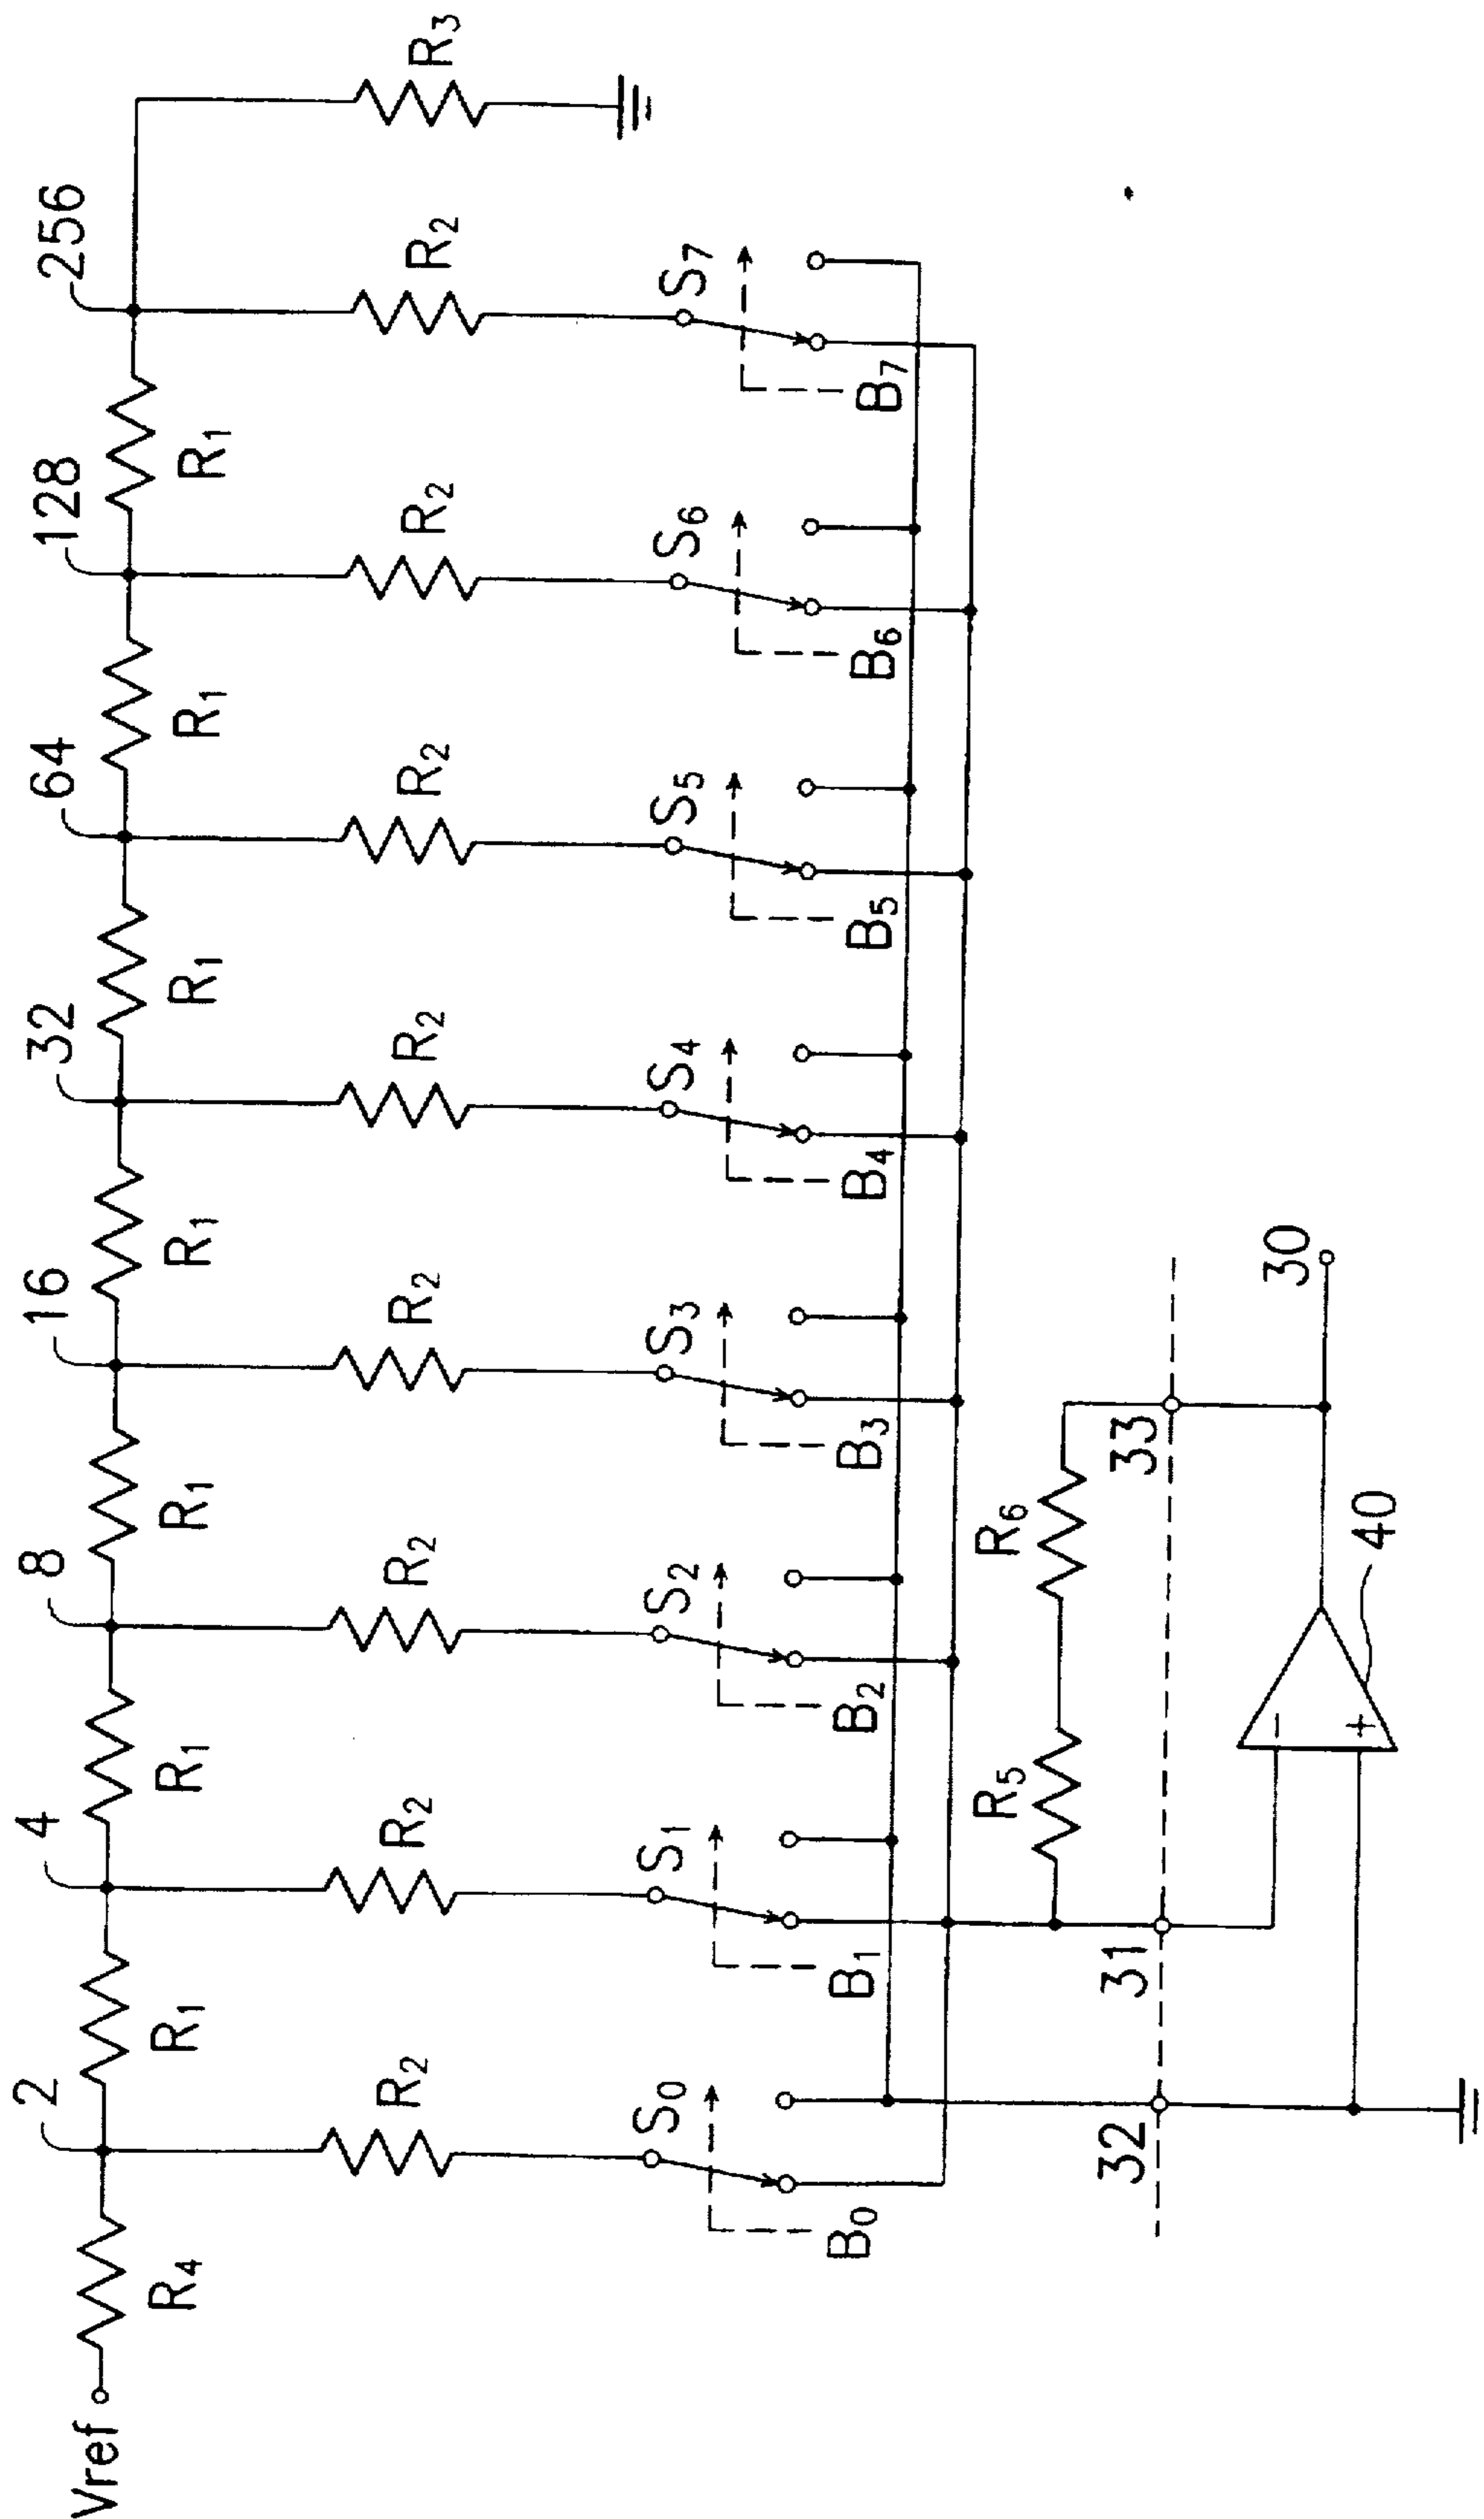 2 4 8 16 32 64 128 256
Vref R4 R1 R1 R1 R1 R1 R1 R1
R2 R2 R2 R2 R2 R2 R2 R2 R3
S0 S1 S2 S3 S4 S5 S6 S7
B0 B1 B2 B3 B4 B5 B6 B7
R5 R6
32 31 33
− 30
+ 40